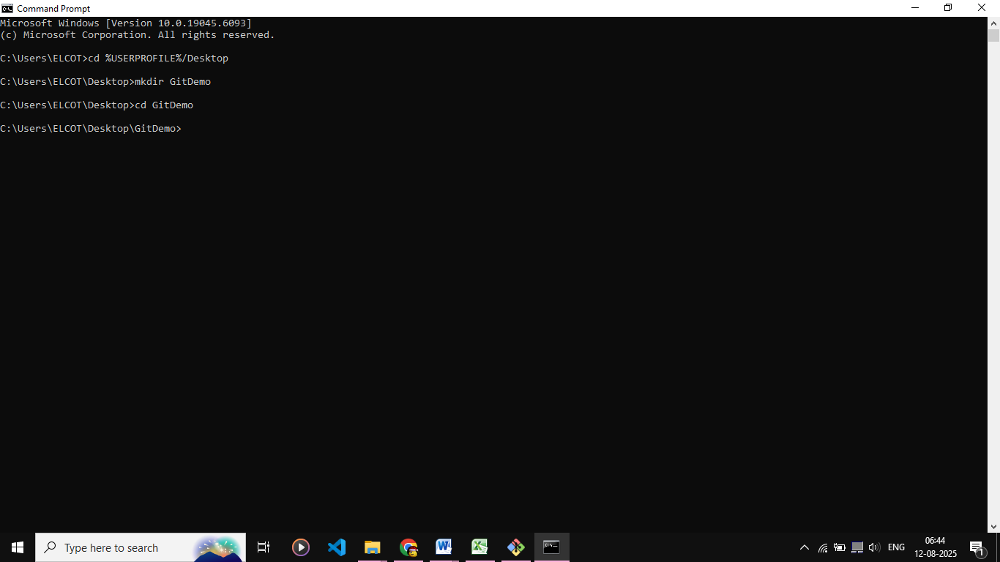 Command Prompt
Microsoft Windows [Version 10.0.19045.6093]
(c) Microsoft Corporation. All rights reserved.
C:\Users\ELCOT>cd %USERPROFILE%/Desktop
C:\Users\ELCOT\Desktop>mkdir GitDemo
C:\Users\ELCOT\Desktop>cd GitDemo
C:\Users\ELCOT\Desktop\GitDemo>
Type here to search
ENG
06:44
12-08-2025
1